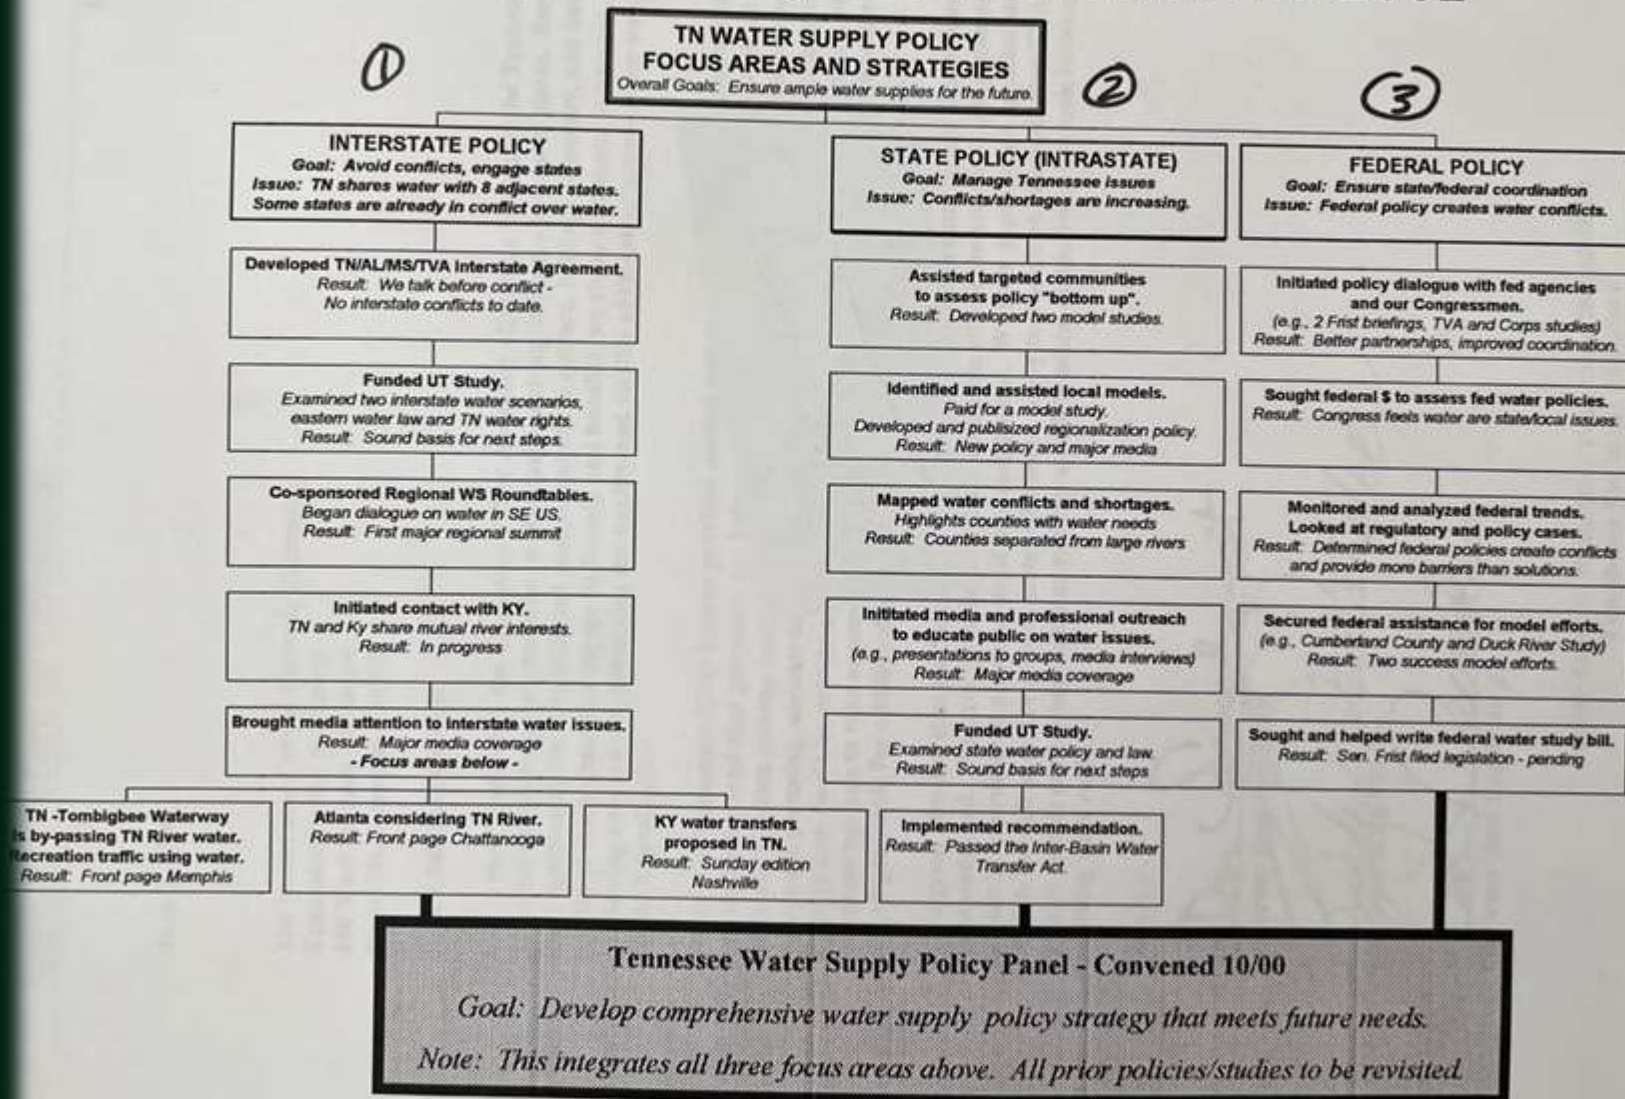 TN WATER SUPPLY POLICY
FOCUS AREAS AND STRATEGIES
Overall Goals: Ensure ample water supplies for the future.
1
2
3
INTERSTATE POLICY
Goal: Avoid conflicts, engage states
Issue: TN shares water with 8 adjacent states.
Some states are already in conflict over water.
Developed TN/AL/MS/TVA Interstate Agreement.
Result: We talk before conflict -
No interstate conflicts to date.
Funded UT Study.
Examined two interstate water scenarios,
eastern water law and TN water rights.
Result: Sound basis for next steps.
Co-sponsored Regional WS Roundtables.
Began dialogue on water in SE US.
Result: First major regional summit
Initiated contact with KY.
TN and Ky share mutual river interests.
Result: In progress
Brought media attention to interstate water issues.
Result: Major media coverage
- Focus areas below -
TN -Tombigbee Waterway
is by-passing TN River water.
Recreation traffic using water.
Result: Front page Memphis
Atlanta considering TN River.
Result: Front page Chattanooga
KY water transfers
proposed in TN.
Result: Sunday edition
Nashville
STATE POLICY (INTRASTATE)
Goal: Manage Tennessee issues
Issue: Conflicts/shortages are increasing.
Assisted targeted communities
to assess policy "bottom up".
Result: Developed two model studies.
Identified and assisted local models.
Paid for a model study.
Developed and publisized regionalization policy.
Result: New policy and major media
Mapped water conflicts and shortages.
Highlights counties with water needs
Result: Counties separated from large rivers
Inititated media and professional outreach
to educate public on water issues.
(e.g., presentations to groups, media interviews)
Result: Major media coverage
Funded UT Study.
Examined state water policy and law.
Result: Sound basis for next steps
Implemented recommendation.
Result: Passed the Inter-Basin Water
Transfer Act.
FEDERAL POLICY
Goal: Ensure state/federal coordination
Issue: Federal policy creates water conflicts.
Initiated policy dialogue with fed agencies
and our Congressmen.
(e.g., 2 Frist briefings, TVA and Corps studies)
Result: Better partnerships, improved coordination.
Sought federal $ to assess fed water policies.
Result: Congress feels water are state/local issues.
Monitored and analyzed federal trends.
Looked at regulatory and policy cases.
Result: Determined federal policies create conflicts
and provide more barriers than solutions.
Secured federal assistance for model efforts.
(e.g., Cumberland County and Duck River Study)
Result: Two success model efforts.
Sought and helped write federal water study bill.
Result: Sen. Frist filed legislation - pending
Tennessee Water Supply Policy Panel - Convened 10/00
Goal: Develop comprehensive water supply policy strategy that meets future needs.
Note: This integrates all three focus areas above. All prior policies/studies to be revisited.